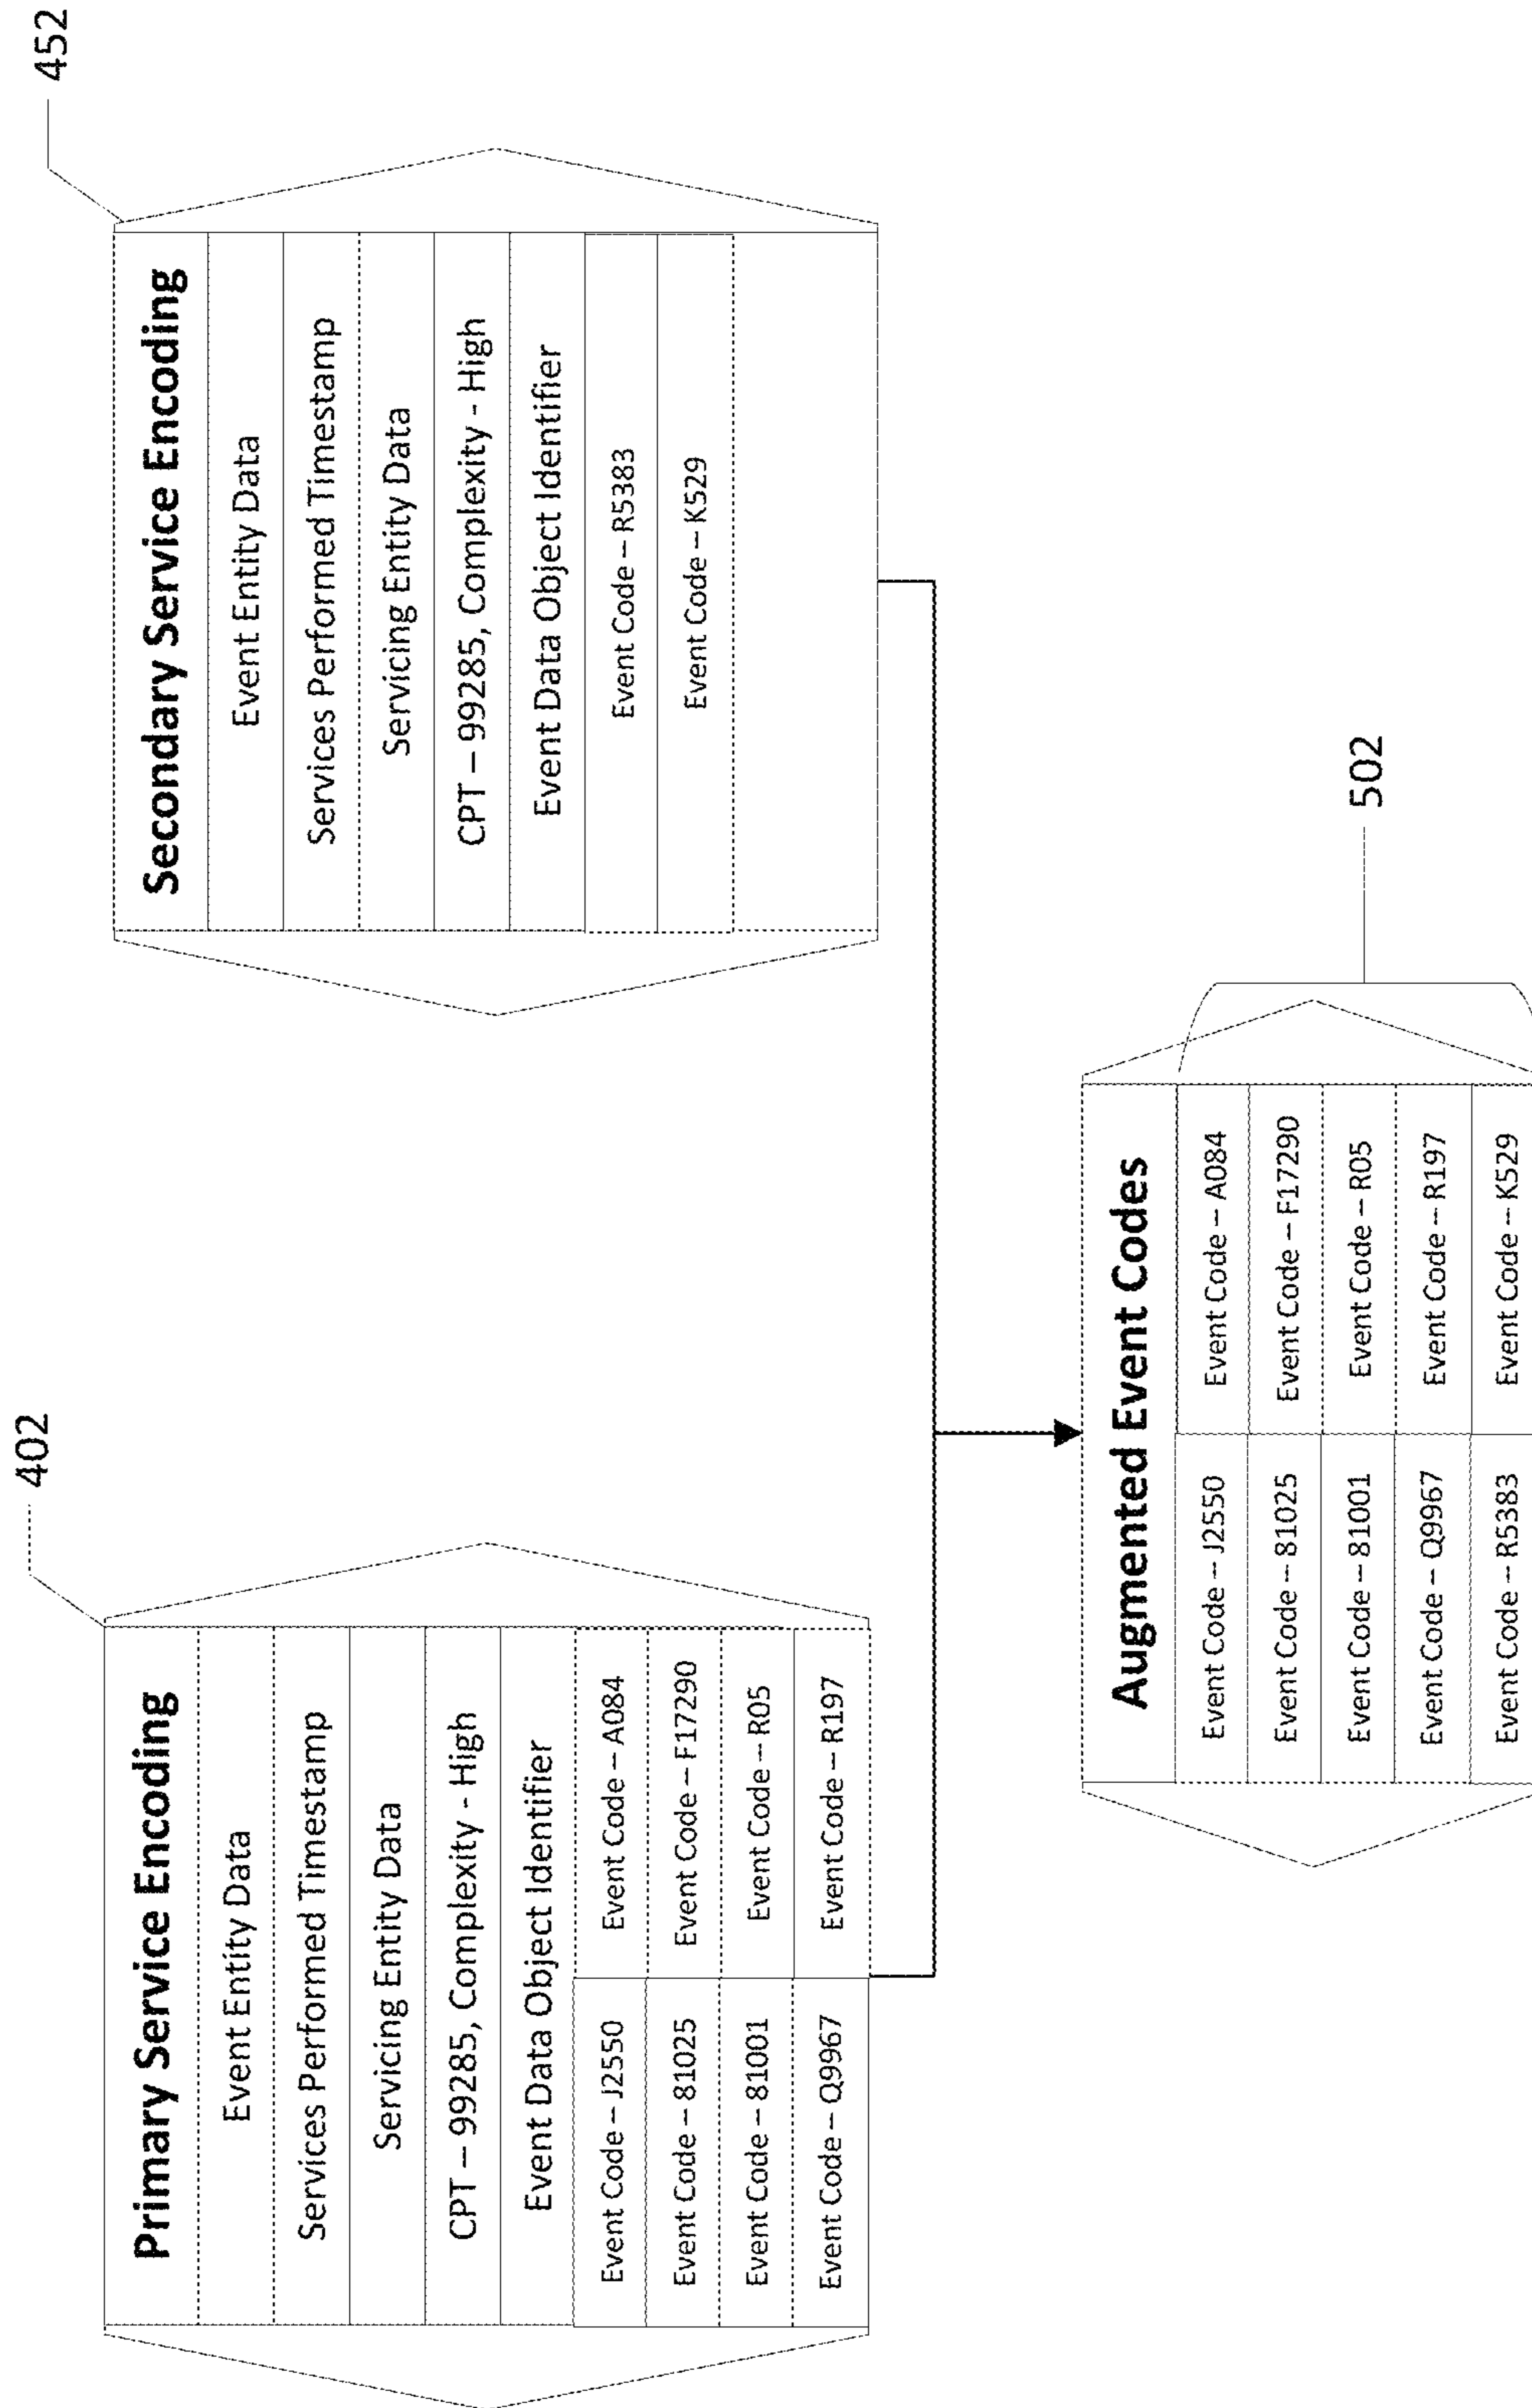 402
Primary Service Encoding
Event Entity Data
Services Performed Timestamp
Servicing Entity Data
CPT – 99285, Complexity - High
Event Data Object Identifier
Event Code – J2550
Event Code – A084
Event Code – 81025
Event Code – F17290
Event Code – 81001
Event Code – R05
Event Code – Q9967
Event Code – R197
452
Secondary Service Encoding
Event Entity Data
Services Performed Timestamp
Servicing Entity Data
CPT – 99285, Complexity - High
Event Data Object Identifier
Event Code – R5383
Event Code – K529
Augmented Event Codes
Event Code – J2550
Event Code – A084
Event Code – 81025
Event Code – F17290
Event Code – 81001
Event Code – R05
Event Code – Q9967
Event Code – R197
Event Code – R5383
Event Code – K529
502